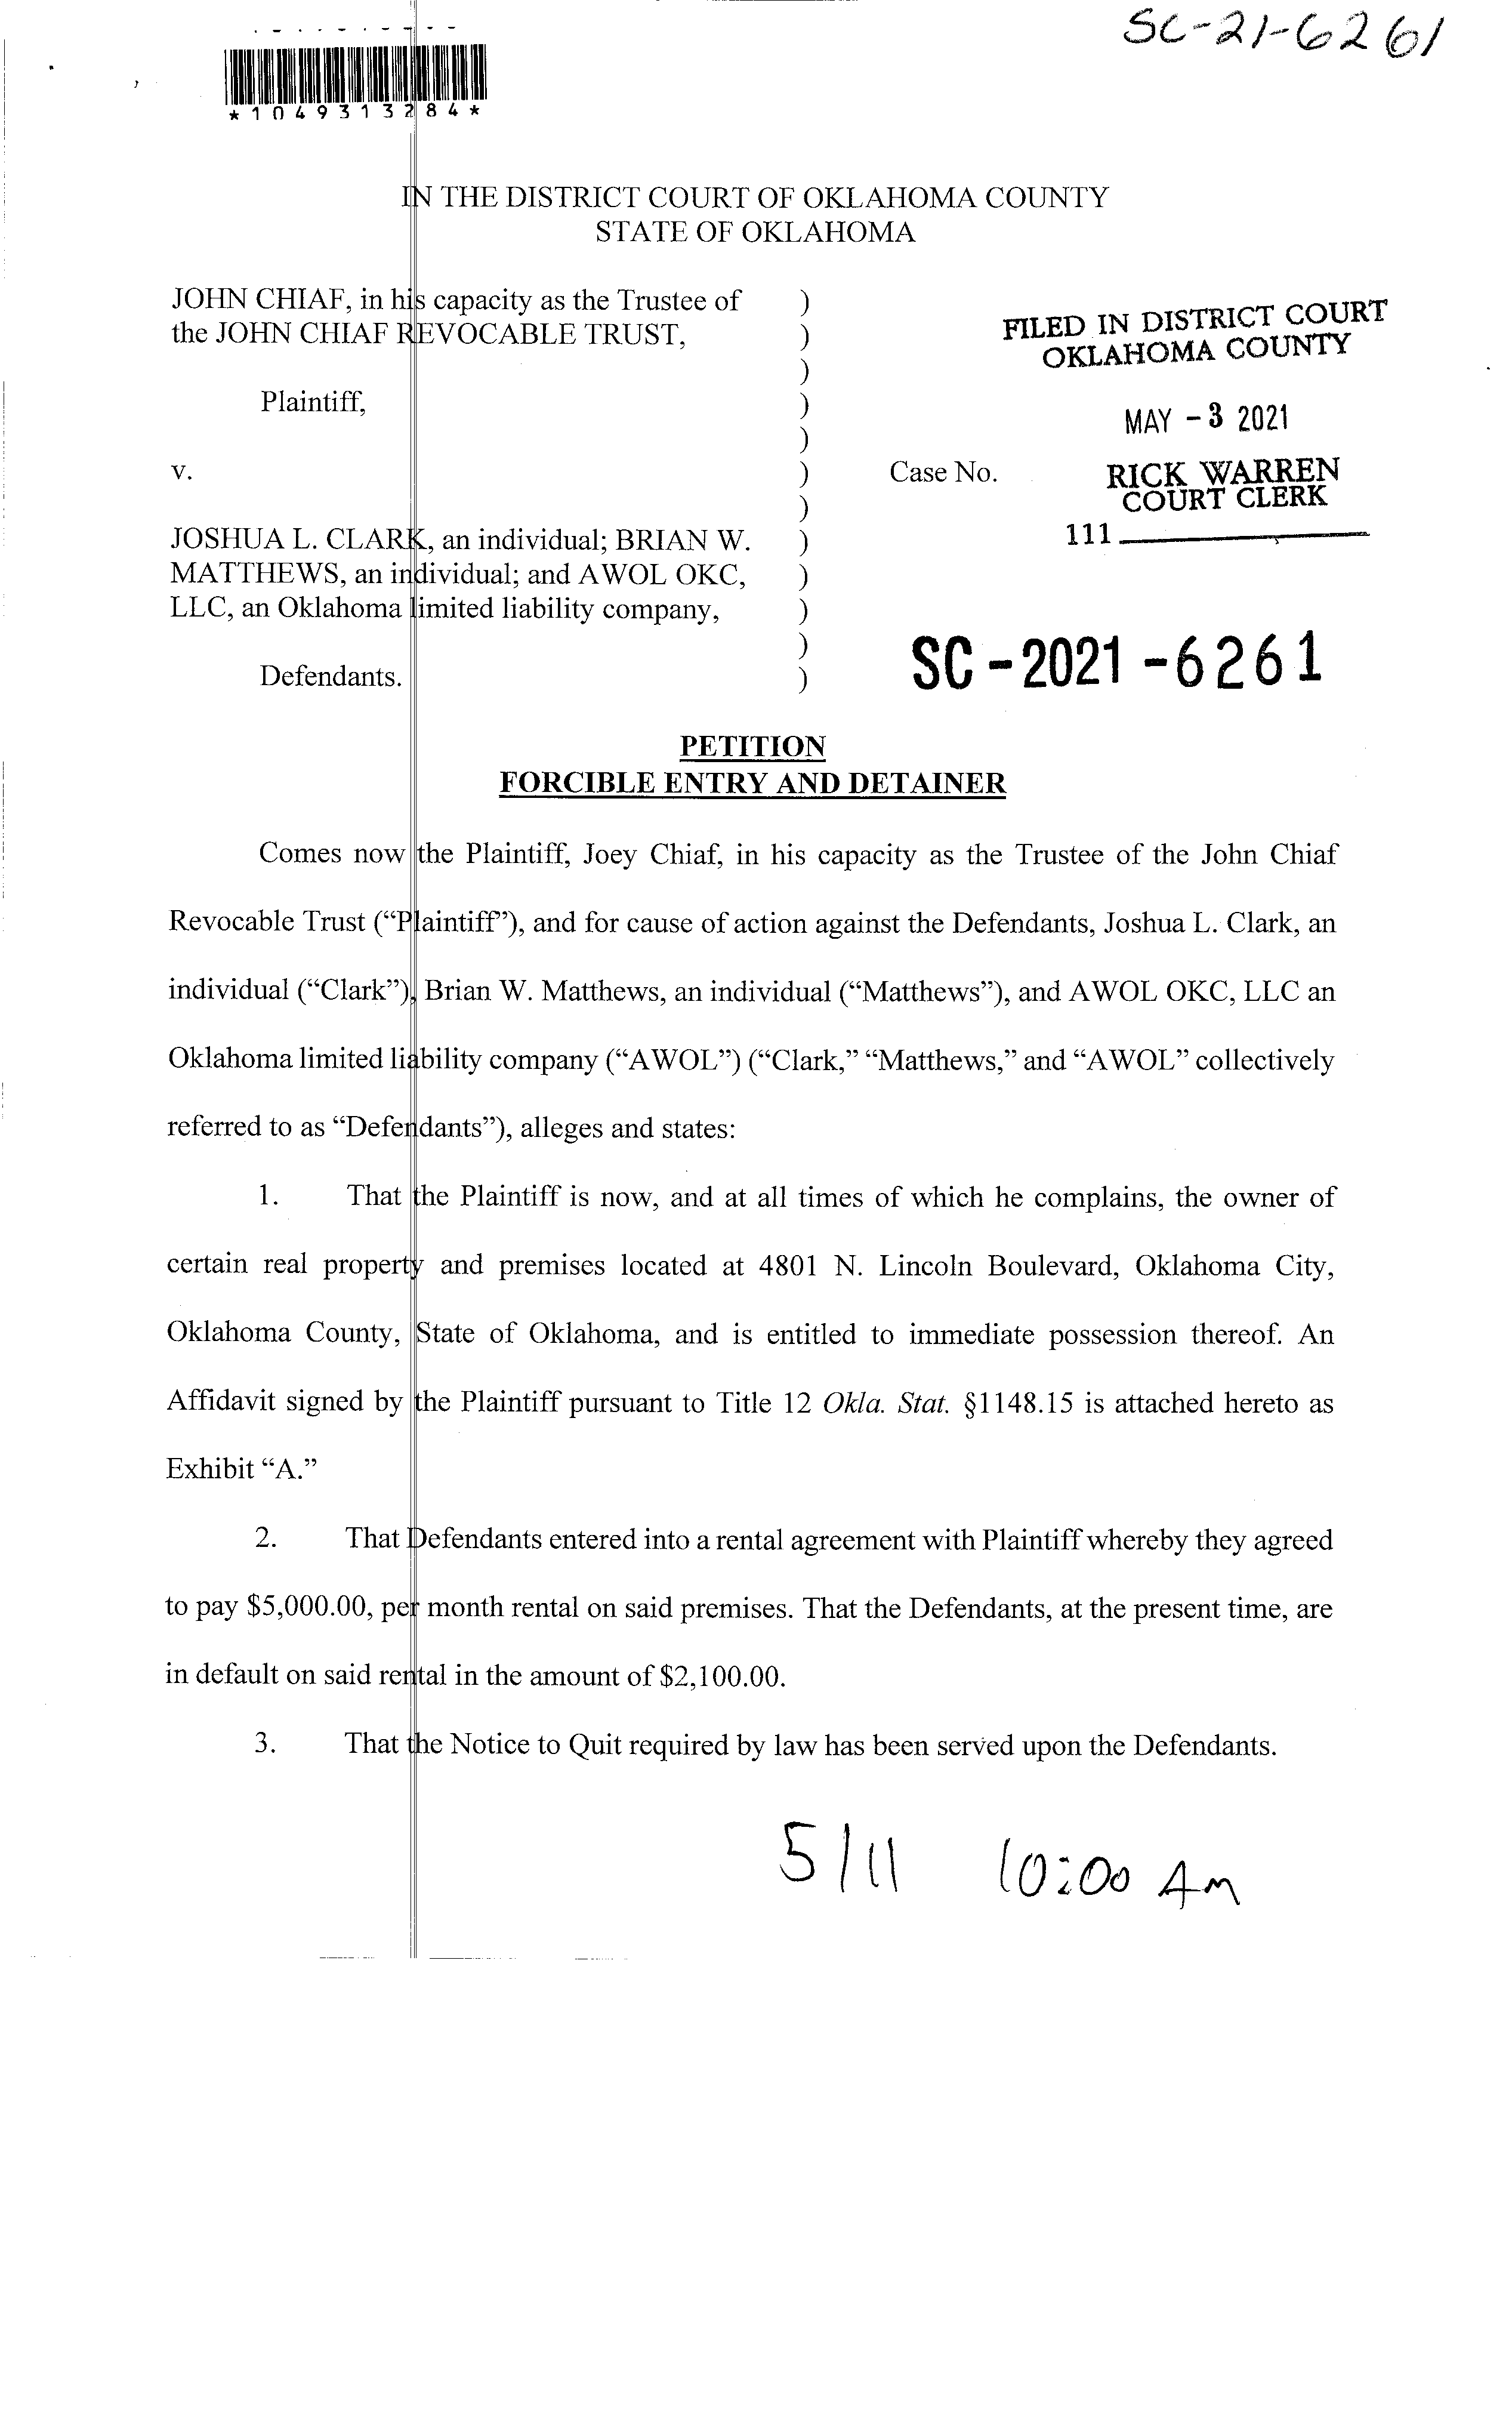 SC-21-6261
*1049313284*
IN THE DISTRICT COURT OF OKLAHOMA COUNTY
STATE OF OKLAHOMA
JOHN CHIAF, in his capacity as the Trustee of )
the JOHN CHIAF REVOCABLE TRUST, )
)
Plaintiff, )
)
v. )
)
JOSHUA L. CLARK, an individual; BRIAN W. )
MATTHEWS, an individual; and AWOL OKC, )
LLC, an Oklahoma limited liability company, )
)
Defendants. )
FILED IN DISTRICT COURT
OKLAHOMA COUNTY
MAY - 3 2021
Case No.
RICK WARREN
COURT CLERK
111
SC - 2021 - 6261
PETITION
FORCIBLE ENTRY AND DETAINER
Comes now the Plaintiff, Joey Chiaf, in his capacity as the Trustee of the John Chiaf
Revocable Trust (“Plaintiff”), and for cause of action against the Defendants, Joshua L. Clark, an
individual (“Clark”), Brian W. Matthews, an individual (“Matthews”), and AWOL OKC, LLC an
Oklahoma limited liability company (“AWOL”) (“Clark,” “Matthews,” and “AWOL” collectively
referred to as “Defendants”), alleges and states:
1. That the Plaintiff is now, and at all times of which he complains, the owner of
certain real property and premises located at 4801 N. Lincoln Boulevard, Oklahoma City,
Oklahoma County, State of Oklahoma, and is entitled to immediate possession thereof. An
Affidavit signed by the Plaintiff pursuant to Title 12 Okla. Stat. §1148.15 is attached hereto as
Exhibit “A.”
2. That Defendants entered into a rental agreement with Plaintiff whereby they agreed
to pay $5,000.00, per month rental on said premises. That the Defendants, at the present time, are
in default on said rental in the amount of $2,100.00.
3. That the Notice to Quit required by law has been served upon the Defendants.
5/11 10:00 AM